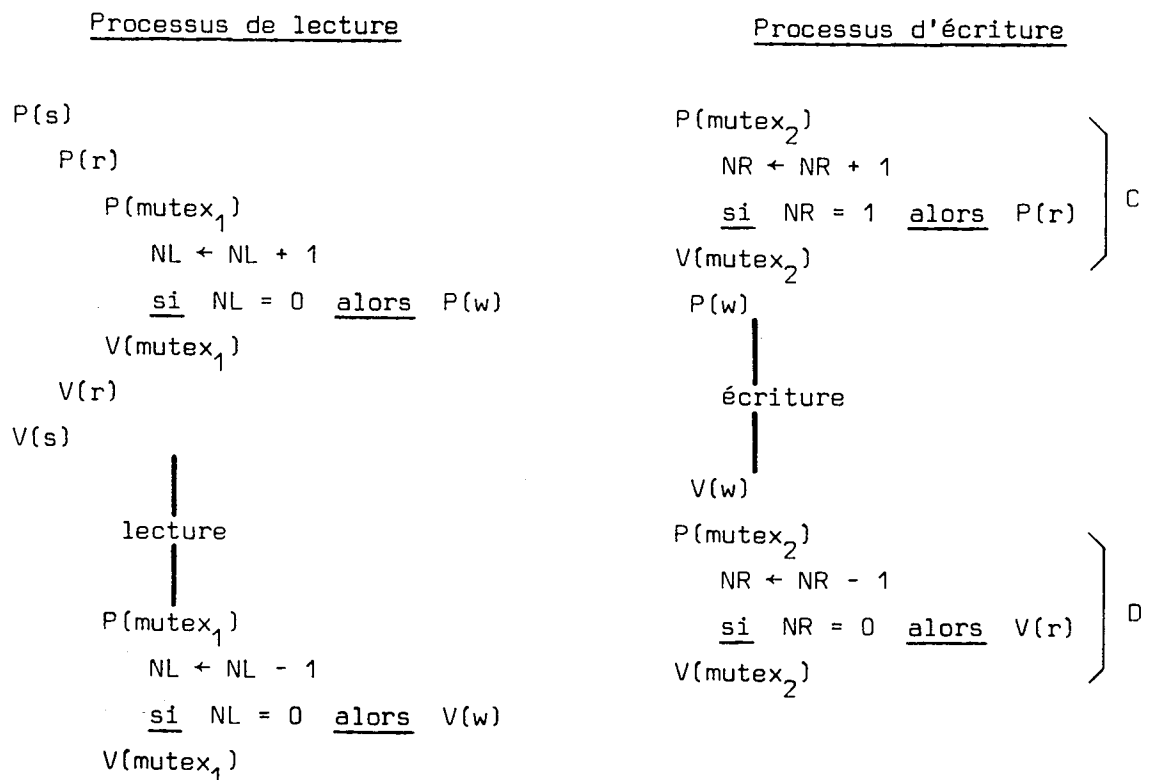 Processus de lecture
P(s)
P(r)
P(mutex₁)
NL ← NL + 1
si NL = 0 alors P(w)
V(mutex₁)
V(r)
V(s)
lecture
P(mutex₁)
NL ← NL - 1
si NL = 0 alors V(w)
V(mutex₁)
Processus d'écriture
P(mutex₂)
NR ← NR + 1
si NR = 1 alors P(r)
V(mutex₂)
C
P(w)
écriture
V(w)
P(mutex₂)
NR ← NR - 1
si NR = 0 alors V(r)
V(mutex₂)
D